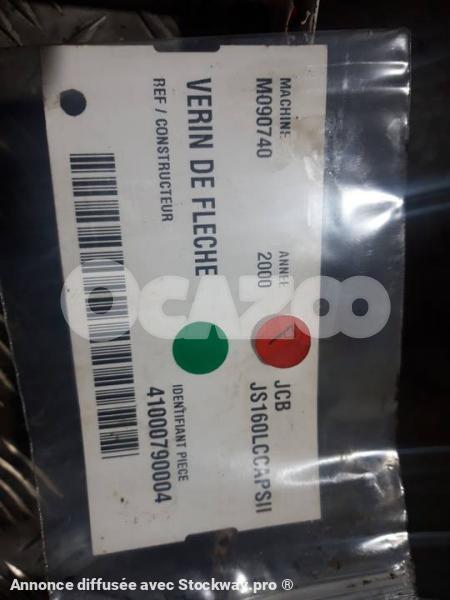 MACHINE
M090740
ANNEE
2000
JCB
JS160LCCAPSII
VERIN DE FLECHE
REF / CONSTRUCTEUR
IDENTIFIANT PIECE
41000790004
OCAZOO
Annonce diffusée avec Stockway.pro ®